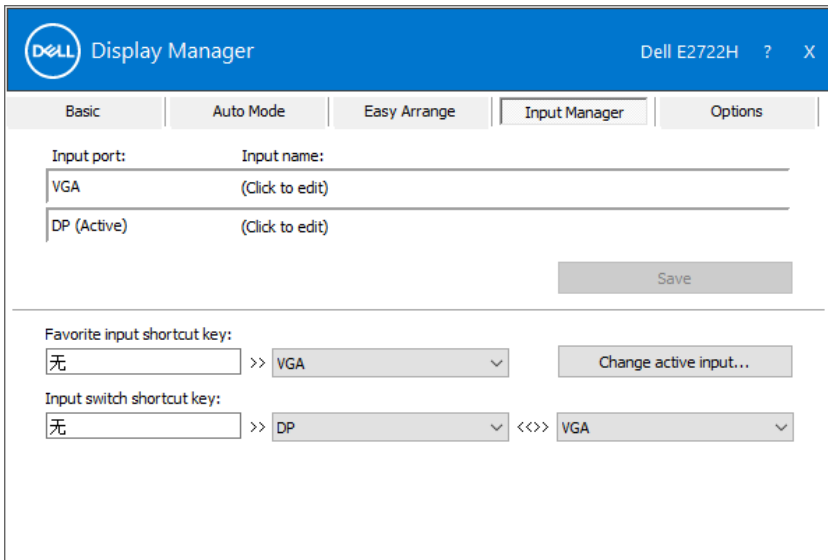 DELL Display Manager Dell E2722H ? X
Basic Auto Mode Easy Arrange Input Manager Options
Input port: Input name:
VGA (Click to edit)
DP (Active) (Click to edit)
Save
Favorite input shortcut key:
无 >> VGA Change active input...
Input switch shortcut key:
无 >> DP <<>> VGA